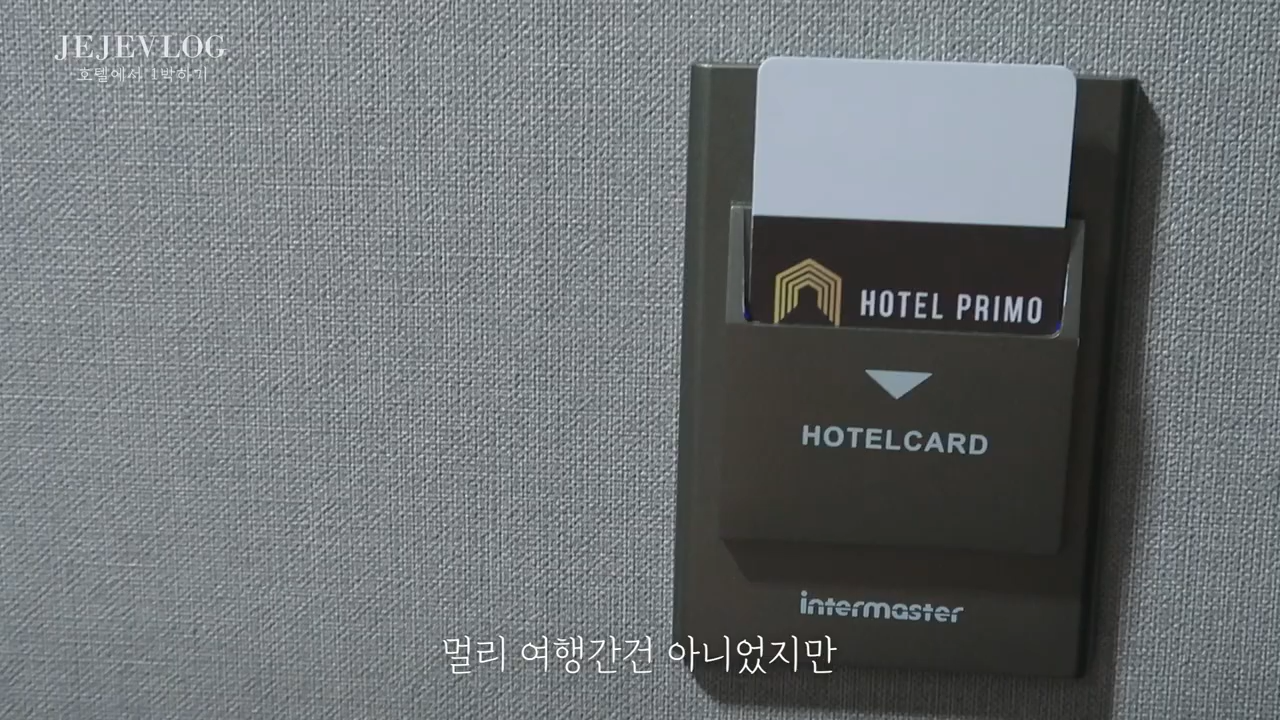 JEJEVLOG
호텔에서 1박하기
HOTEL PRIMO
HOTELCARD
intermaster
멀리 여행간건 아니었지만